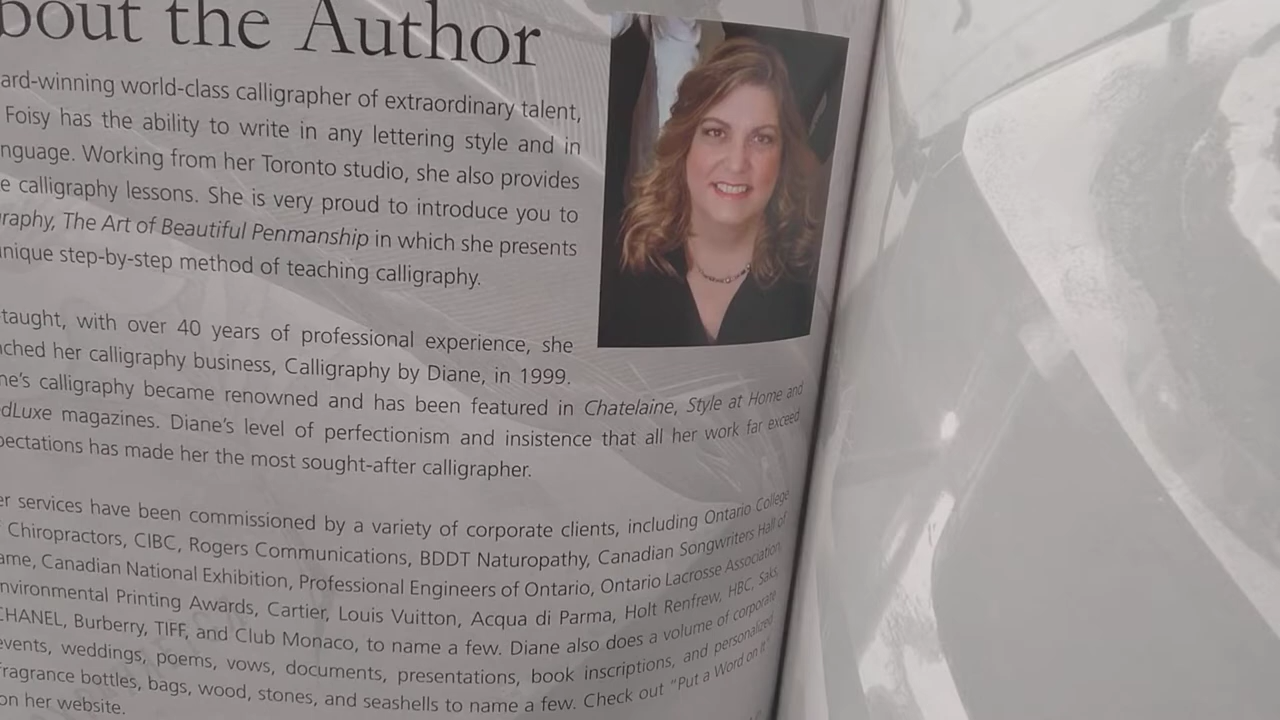 bout the Author
ard-winning world-class calligrapher of extraordinary talent,
Foisy has the ability to write in any lettering style and in
nguage. Working from her Toronto studio, she also provides
e calligraphy lessons. She is very proud to introduce you to
raphy, The Art of Beautiful Penmanship in which she presents
nique step-by-step method of teaching calligraphy.
-taught, with over 40 years of professional experience, she
ched her calligraphy business, Calligraphy by Diane, in 1999.
ne's calligraphy became renowned and has been featured in Chatelaine, Style at Home and
dLuxe magazines. Diane's level of perfectionism and insistence that all her work far exceed
pectations has made her the most sought-after calligrapher.
er services have been commissioned by a variety of corporate clients, including Ontario College
f Chiropractors, CIBC, Rogers Communications, BDDT Naturopathy, Canadian Songwriters Hall of
ame, Canadian National Exhibition, Professional Engineers of Ontario, Ontario Lacrosse Association,
nvironmental Printing Awards, Cartier, Louis Vuitton, Acqua di Parma, Holt Renfrew, HBC, Saks,
CHANEL, Burberry, TIFF, and Club Monaco, to name a few. Diane also does a volume of corporate
events, weddings, poems, vows, documents, presentations, book inscriptions, and personalized
fragrance bottles, bags, wood, stones, and seashells to name a few. Check out "Put a Word on it"
on her website.